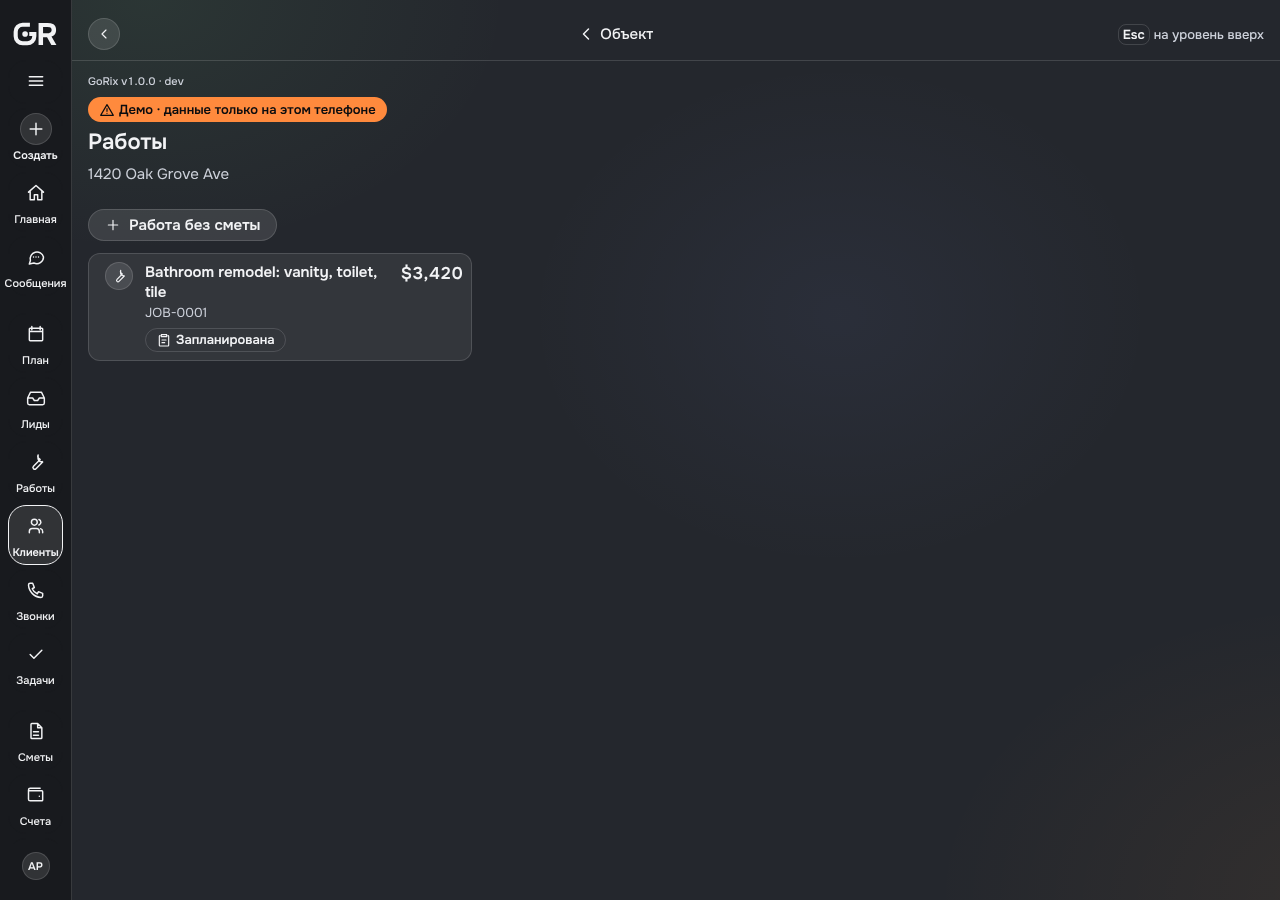 GR
Объект
Esc на уровень вверх
GoRix v1.0.0 · dev
Демо · данные только на этом телефоне
Работы
1420 Oak Grove Ave
Работа без сметы
Bathroom remodel: vanity, toilet,
tile
$3,420
JOB-0001
Запланирована
Создать
Главная
Сообщения
План
Лиды
Работы
Клиенты
Звонки
Задачи
Сметы
Счета
AP